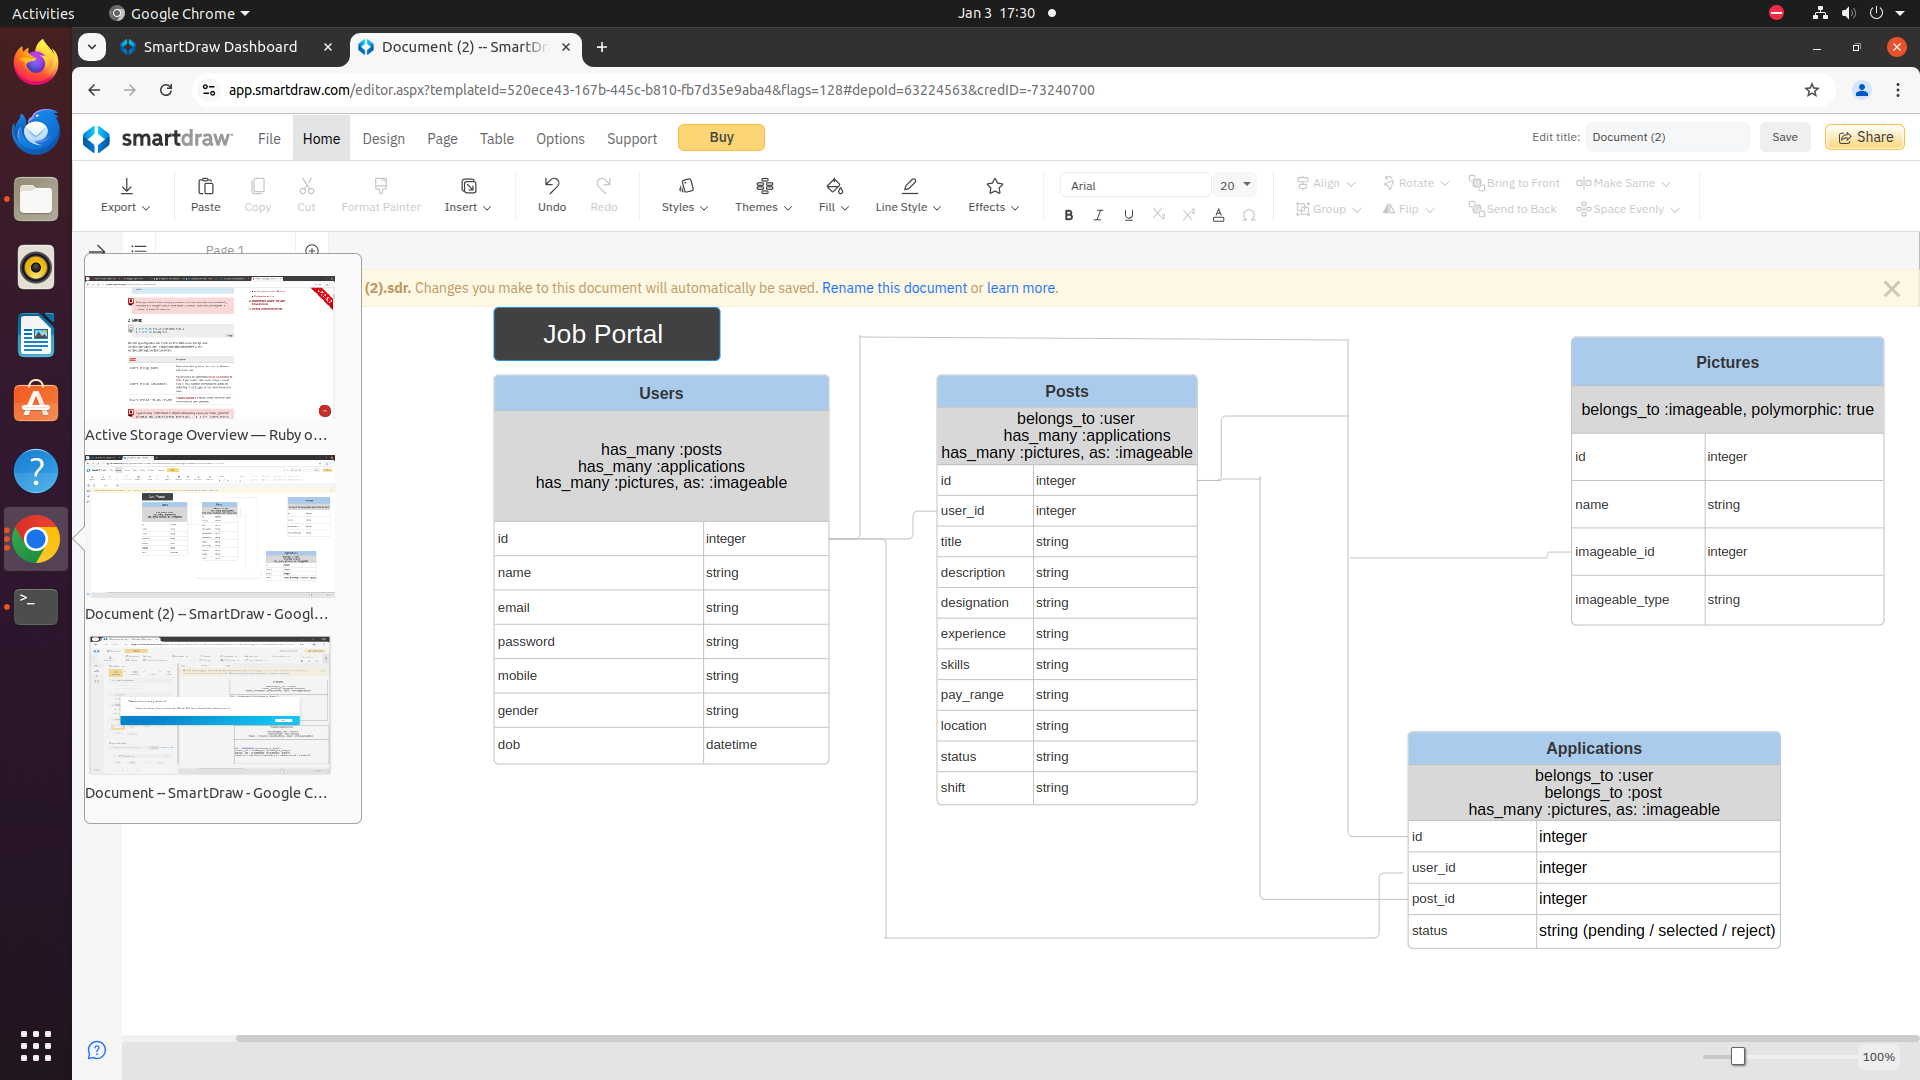 Activities
Google Chrome
Jan 3 17:30
SmartDraw Dashboard
Document (2) -- SmartDr
app.smartdraw.com/editor.aspx?templateId=520ece43-167b-445c-b810-fb7d35e9aba4&flags=128#depoId=63224563&credID=-73240700
smartdraw
File
Home
Design
Page
Table
Options
Support
Buy
Edit title:
Document (2)
Save
Share
Export
Paste
Copy
Cut
Format Painter
Insert
Undo
Redo
Styles
Themes
Fill
Line Style
Effects
Arial
20
Align
Rotate
Bring to Front
Make Same
Group
Flip
Send to Back
Space Evenly
Page 1
(2).sdr. Changes you make to this document will automatically be saved. Rename this document or learn more.
Active Storage Overview — Ruby o...
Document (2) -- SmartDraw - Googl...
Document -- SmartDraw - Google C...
Job Portal
Users
has_many :posts
has_many :applications
has_many :pictures, as: :imageable
id integer
name string
email string
password string
mobile string
gender string
dob datetime
Posts
belongs_to :user
has_many :applications
has_many :pictures, as: :imageable
id integer
user_id integer
title string
description string
designation string
experience string
skills string
pay_range string
location string
status string
shift string
Pictures
belongs_to :imageable, polymorphic: true
id integer
name string
imageable_id integer
imageable_type string
Applications
belongs_to :user
belongs_to :post
has_many :pictures, as: :imageable
id integer
user_id integer
post_id integer
status string (pending / selected / reject)
100%